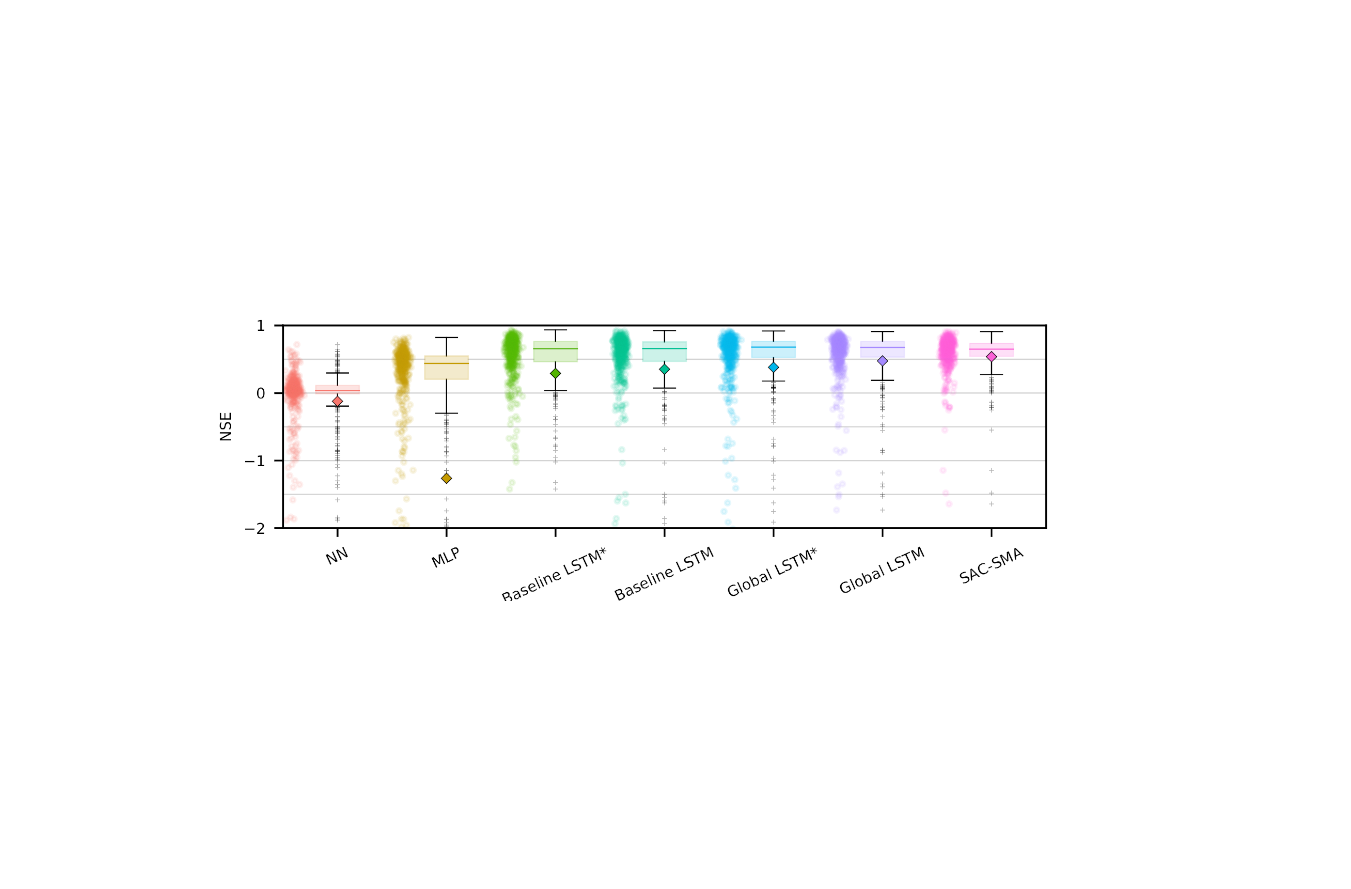 1
0
−1
−2
NSE
NN
MLP
Baseline LSTM*
Baseline LSTM
Global LSTM*
Global LSTM
SAC-SMA